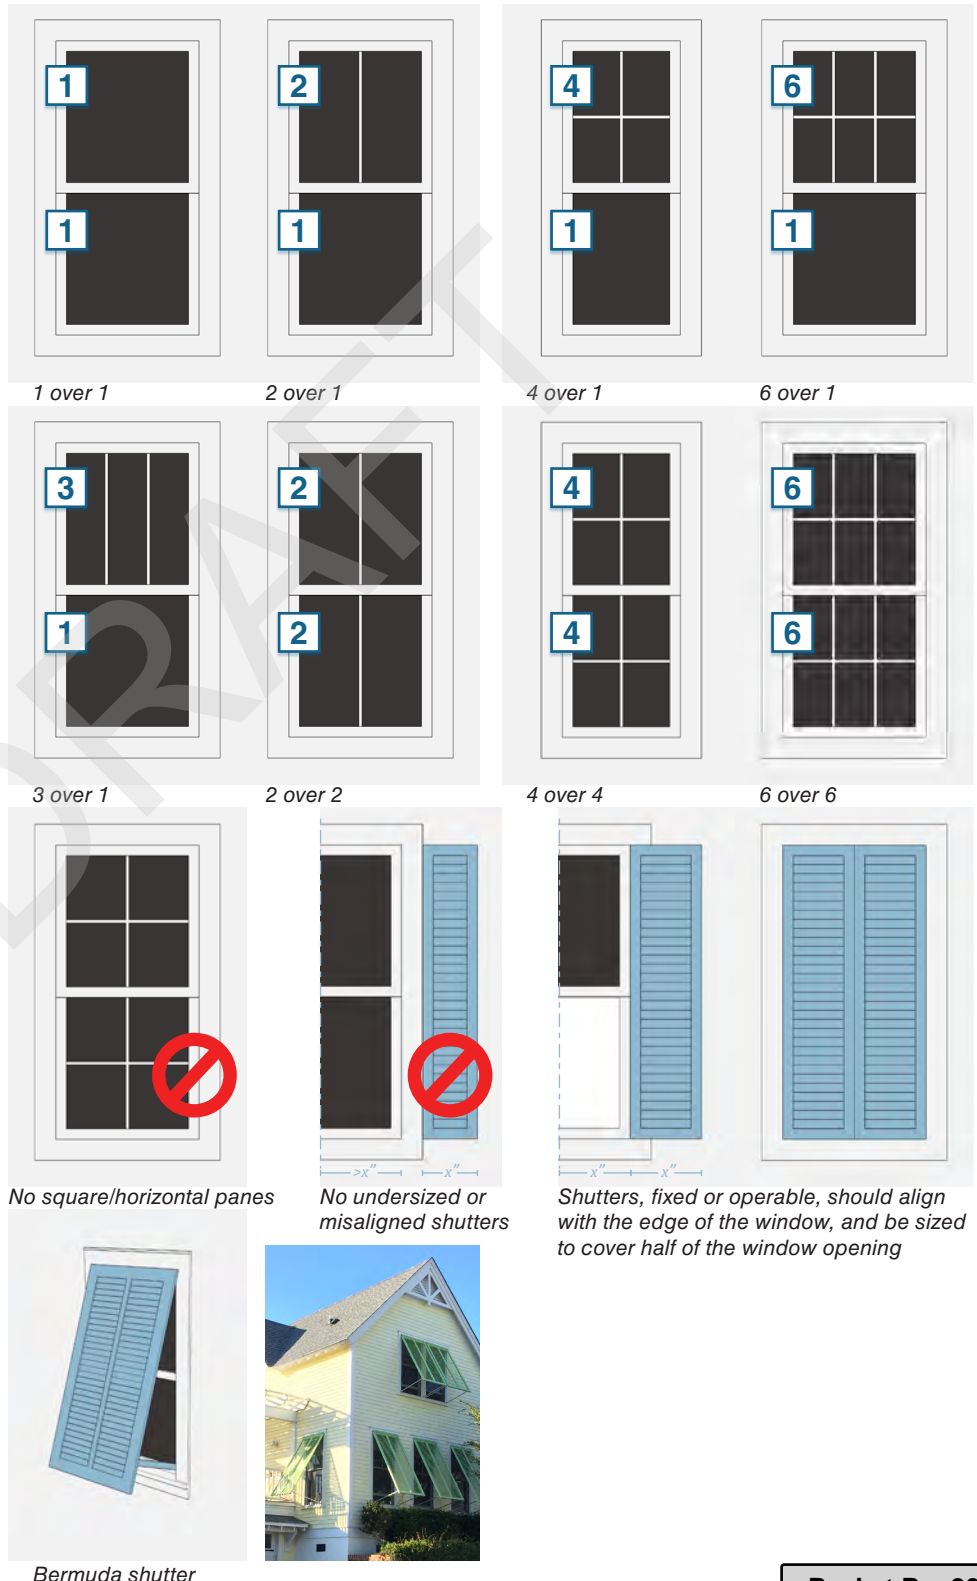 1
2
4
6
1
1
1
1
1 over 1
2 over 1
4 over 1
6 over 1
3
2
4
6
1
2
4
6
3 over 1
2 over 2
4 over 4
6 over 6
>x"
x"
x"
x"
No square/horizontal panes
No undersized or
misaligned shutters
Shutters, fixed or operable, should align
with the edge of the window, and be sized
to cover half of the window opening
DRAFT
Bermuda shutter